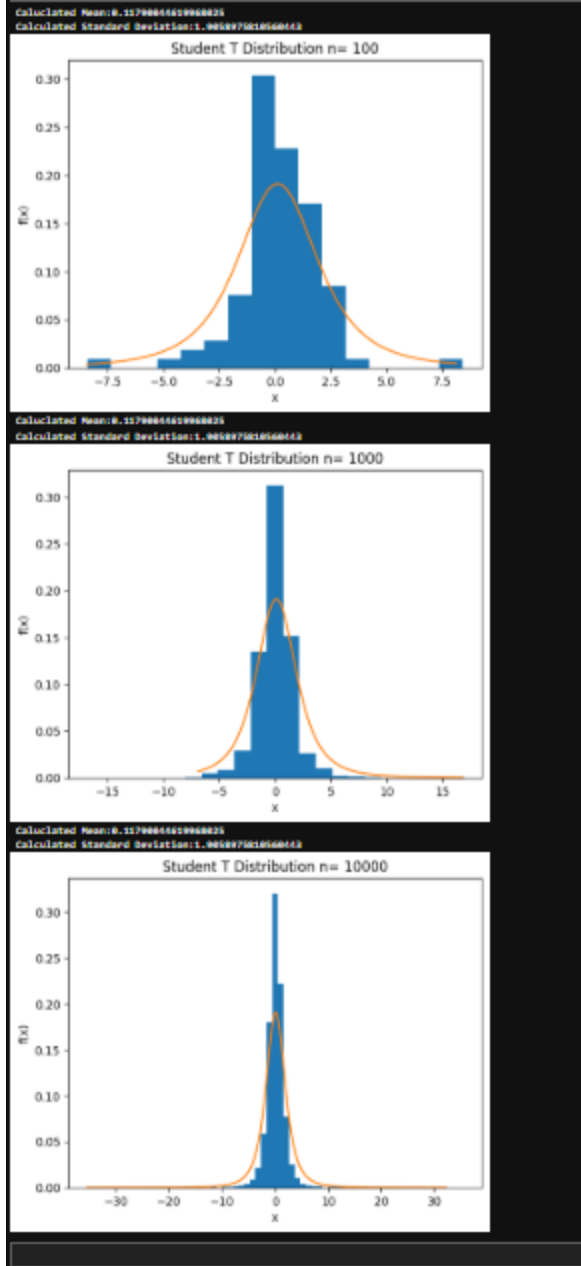 Caluclated Mean:0.11790044619968025
Calculated Standard Deviation:1.9058975810560443
Student T Distribution n= 100
0.30
0.25
0.20
0.15
0.10
0.05
0.00
f(x)
−7.5 −5.0 −2.5 0.0 2.5 5.0 7.5
x
Caluclated Mean:0.11790044619968025
Calculated Standard Deviation:1.9058975810560443
Student T Distribution n= 1000
0.30
0.25
0.20
0.15
0.10
0.05
0.00
f(x)
−15 −10 −5 0 5 10 15
x
Caluclated Mean:0.11790044619968025
Calculated Standard Deviation:1.9058975810560443
Student T Distribution n= 10000
0.30
0.25
0.20
0.15
0.10
0.05
0.00
f(x)
−30 −20 −10 0 10 20 30
x